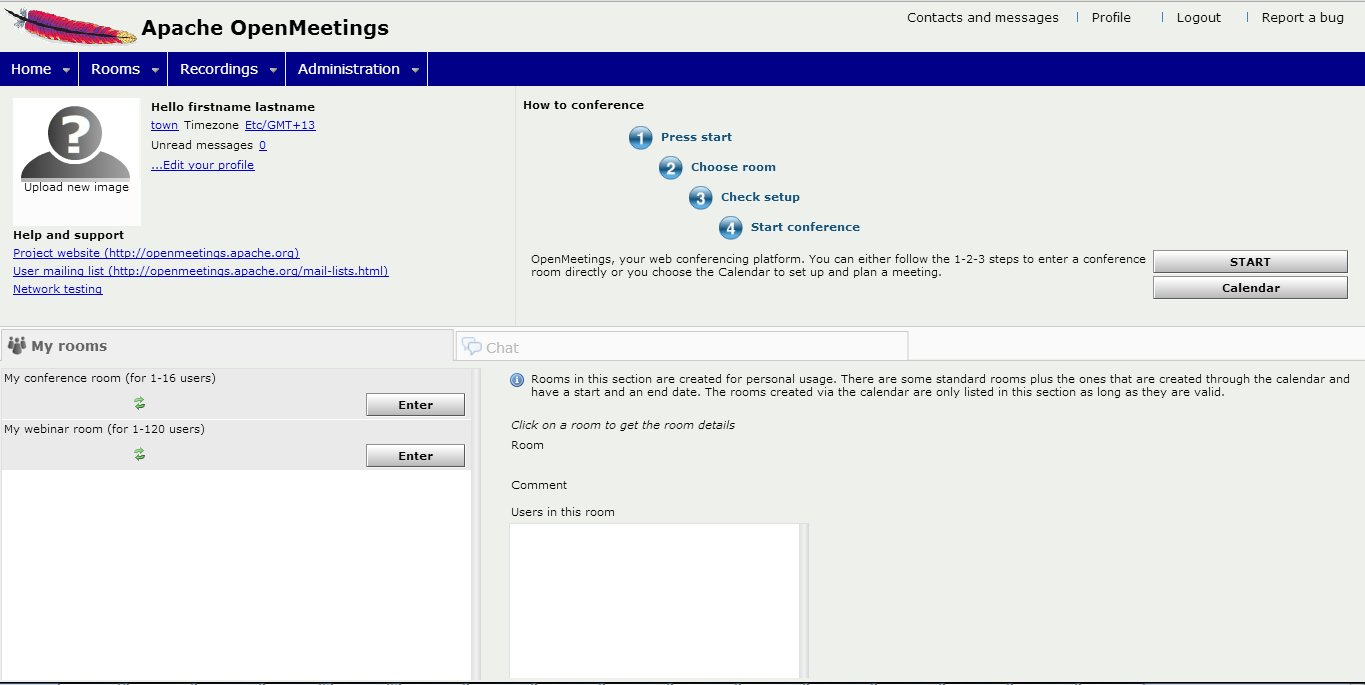 Apache OpenMeetings
Contacts and messages
Profile
Logout
Report a bug
Home
Rooms
Recordings
Administration
Upload new image
Hello firstname lastname
town Timezone Etc/GMT+13
Unread messages 0
...Edit your profile
Help and support
Project website (http://openmeetings.apache.org)
User mailing list (http://openmeetings.apache.org/mail-lists.html)
Network testing
How to conference
1 Press start
2 Choose room
3 Check setup
4 Start conference
OpenMeetings, your web conferencing platform. You can either follow the 1-2-3 steps to enter a conference
room directly or you choose the Calendar to set up and plan a meeting.
START
Calendar
My rooms
Chat
My conference room (for 1-16 users)
Enter
My webinar room (for 1-120 users)
Enter
Rooms in this section are created for personal usage. There are some standard rooms plus the ones that are created through the calendar and
have a start and an end date. The rooms created via the calendar are only listed in this section as long as they are valid.
Click on a room to get the room details
Room
Comment
Users in this room